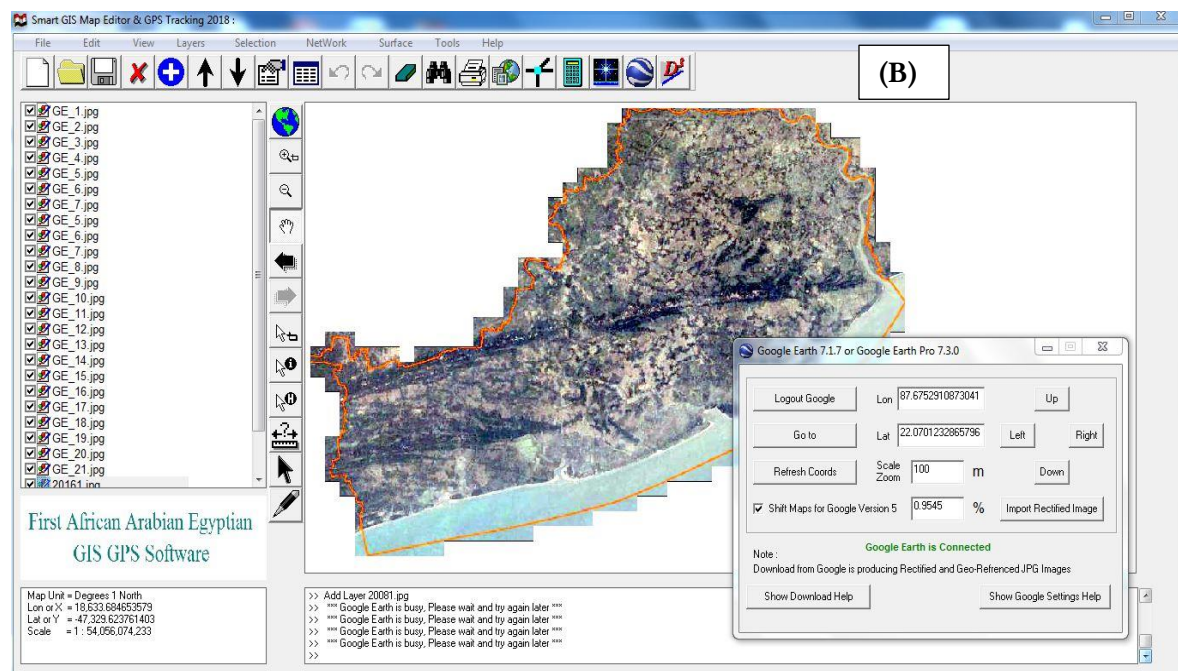 Smart GIS Map Editor & GPS Tracking 2018 :
File Edit View Layers Selection NetWork Surface Tools Help
(B)
GE_1.jpg
GE_2.jpg
GE_3.jpg
GE_4.jpg
GE_5.jpg
GE_6.jpg
GE_7.jpg
GE_5.jpg
GE_6.jpg
GE_7.jpg
GE_8.jpg
GE_9.jpg
GE_10.jpg
GE_11.jpg
GE_12.jpg
GE_13.jpg
GE_14.jpg
GE_15.jpg
GE_16.jpg
GE_17.jpg
GE_18.jpg
GE_19.jpg
GE_20.jpg
GE_21.jpg
20161.jpg
First African Arabian Egyptian
GIS GPS Software
Map Unit = Degrees 1 North
Lon or X = 18,633.684653579
Lat or Y = -47,329.623761403
Scale = 1 : 54,056,074,233
>> Add Layer 20081.jpg
>> *** Google Earth is busy, Please wait and try again later ***
>> *** Google Earth is busy, Please wait and try again later ***
>> *** Google Earth is busy, Please wait and try again later ***
>> *** Google Earth is busy, Please wait and try again later ***
>>
Google Earth 7.1.7 or Google Earth Pro 7.3.0
Logout Google Lon 87.6752910873041 Up
Go to Lat 22.0701232865796 Left Right
Refresh Coords Scale Zoom 100 m Down
Shift Maps for Google Version 5 0.9545 % Import Rectified Image
Google Earth is Connected
Note :
Download from Google is producing Rectified and Geo-Refrenced JPG Images
Show Download Help Show Google Settings Help